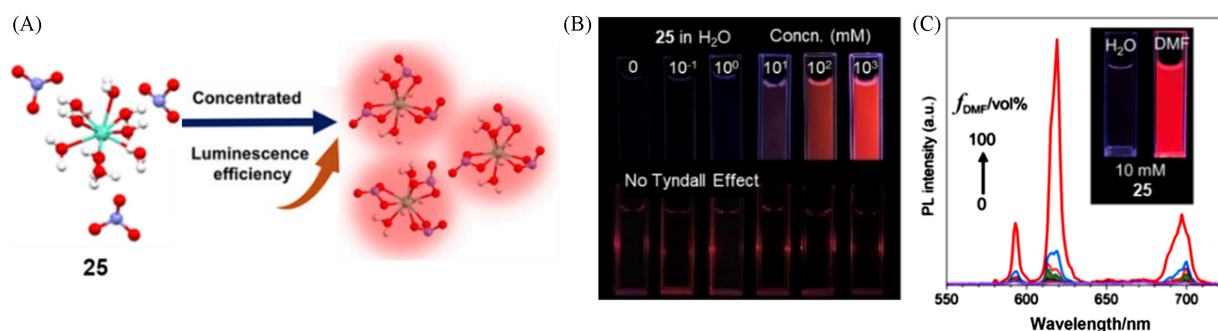 (A)
Concentrated
Luminescence
efficiency
25
(B)
25 in H₂O Concn. (mM)
0 10⁻¹ 10⁰ 10¹ 10² 10³
No Tyndall Effect
(C)
PL intensity (a.u.)
f_DMF/vol%
100
0
H₂O DMF
10 mM
25
550 600 650 700
Wavelength/nm